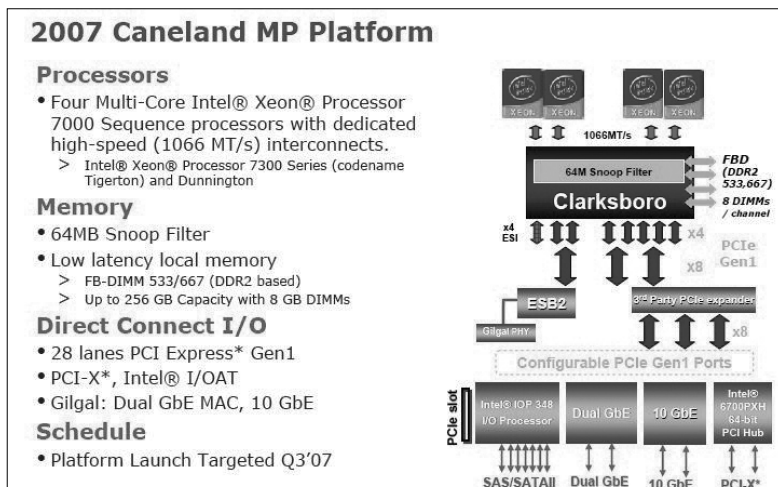 2007 Caneland MP Platform
Processors
• Four Multi-Core Intel® Xeon® Processor
7000 Sequence processors with dedicated
high-speed (1066 MT/s) interconnects.
> Intel® Xeon® Processor 7300 Series (codename
Tigerton) and Dunnington
Memory
• 64MB Snoop Filter
• Low latency local memory
> FB-DIMM 533/667 (DDR2 based)
> Up to 256 GB Capacity with 8 GB DIMMs
Direct Connect I/O
• 28 lanes PCI Express* Gen1
• PCI-X*, Intel® I/OAT
• Gilgal: Dual GbE MAC, 10 GbE
Schedule
• Platform Launch Targeted Q3'07
XEON XEON XEON XEON
1066MT/s
64M Snoop Filter
Clarksboro
FBD
(DDR2
533,667)
8 DIMMs
/ channel
x4
ESI
x4
x8
PCIe
Gen1
ESB2
Gilgal PHY
3rd Party PCIe expander
x8
Configurable PCIe Gen1 Ports
PCIe slot
Intel® IOP 348
I/O Processor
Dual GbE
10 GbE
Intel®
6700PXH
64-bit
PCI Hub
SAS/SATAII
Dual GbE
10 GbE
PCI-X*